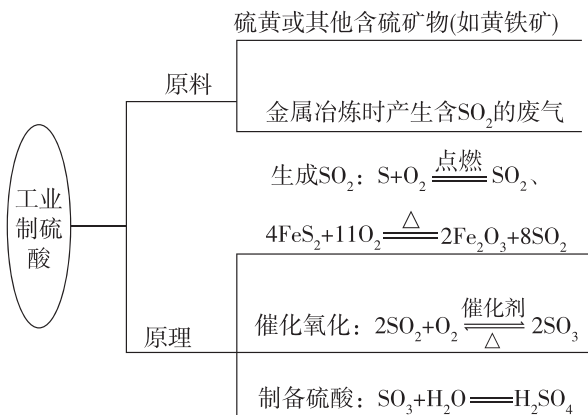 硫黄或其他含硫矿物(如黄铁矿)
原料
金属冶炼时产生含SO₂的废气
工业
制硫
酸
生成SO₂：S+O₂ 点燃═══ SO₂、
4FeS₂+11O₂ △═══ 2Fe₂O₃+8SO₂
原理
催化氧化：2SO₂+O₂ 催化剂⇌△ 2SO₃
制备硫酸：SO₃+H₂O═══H₂SO₄